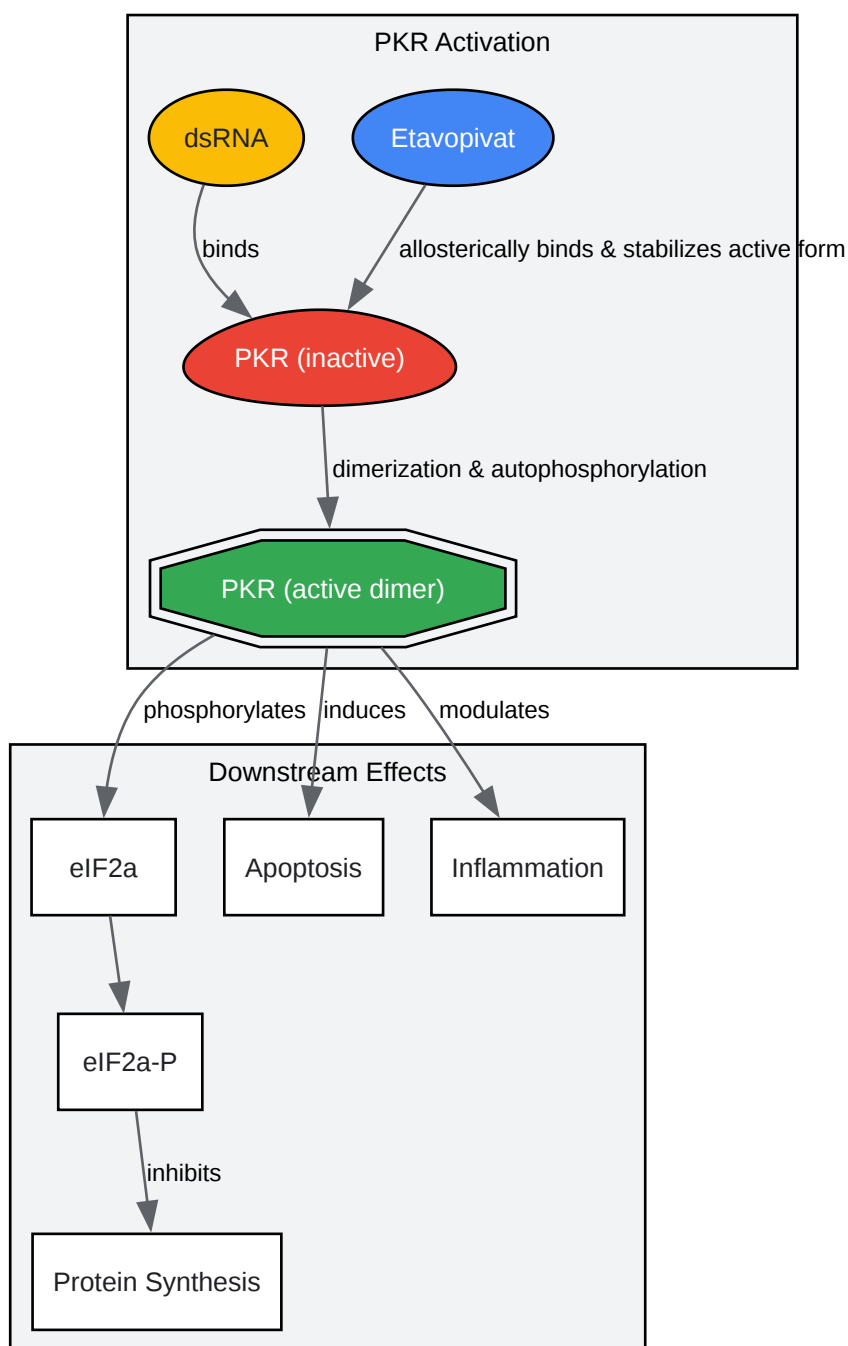 PKR Activation
dsRNA
Etavopivat
binds
allosterically binds & stabilizes active form
PKR (inactive)
dimerization & autophosphorylation
PKR (active dimer)
phosphorylates
induces
modulates
Downstream Effects
eIF2a
Apoptosis
Inflammation
eIF2a-P
inhibits
Protein Synthesis